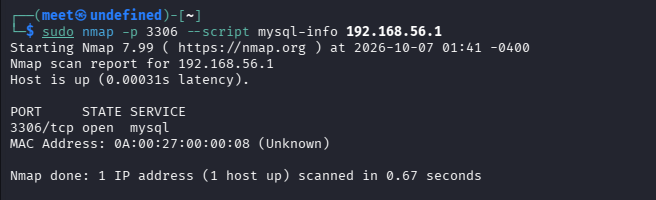 ┌──(meet㉿undefined)-[~]
└─$ sudo nmap -p 3306 --script mysql-info 192.168.56.1
Starting Nmap 7.99 ( https://nmap.org ) at 2026-10-07 01:41 -0400
Nmap scan report for 192.168.56.1
Host is up (0.00031s latency).

PORT     STATE SERVICE
3306/tcp open  mysql
MAC Address: 0A:00:27:00:00:08 (Unknown)

Nmap done: 1 IP address (1 host up) scanned in 0.67 seconds